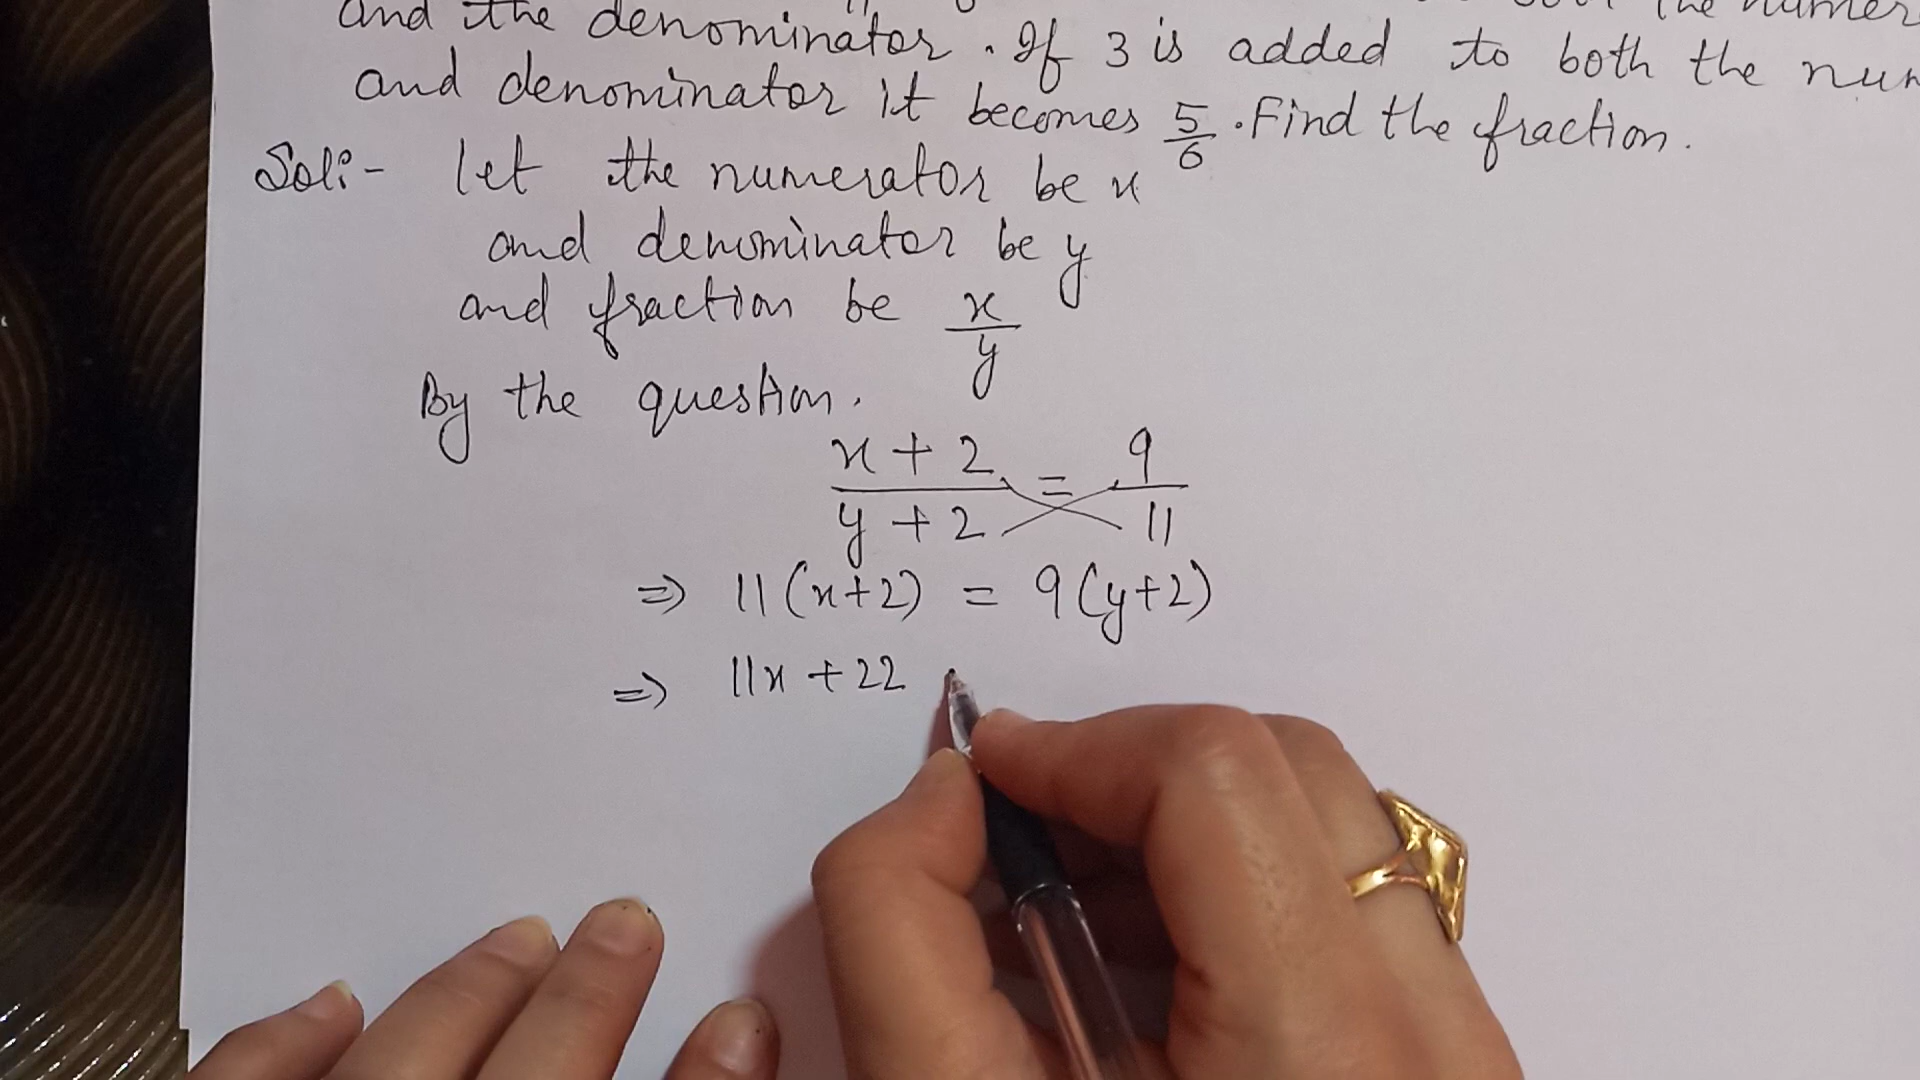 and the denominator. If 3 is added to both the
and denominator it becomes 5/6. Find the fraction.
Sol:- let the numerator be x
and denominator be y
and fraction be x/y
By the question.
x + 2 / y + 2 = 9 / 11
=> 11(x+2) = 9(y+2)
=> 11x + 22